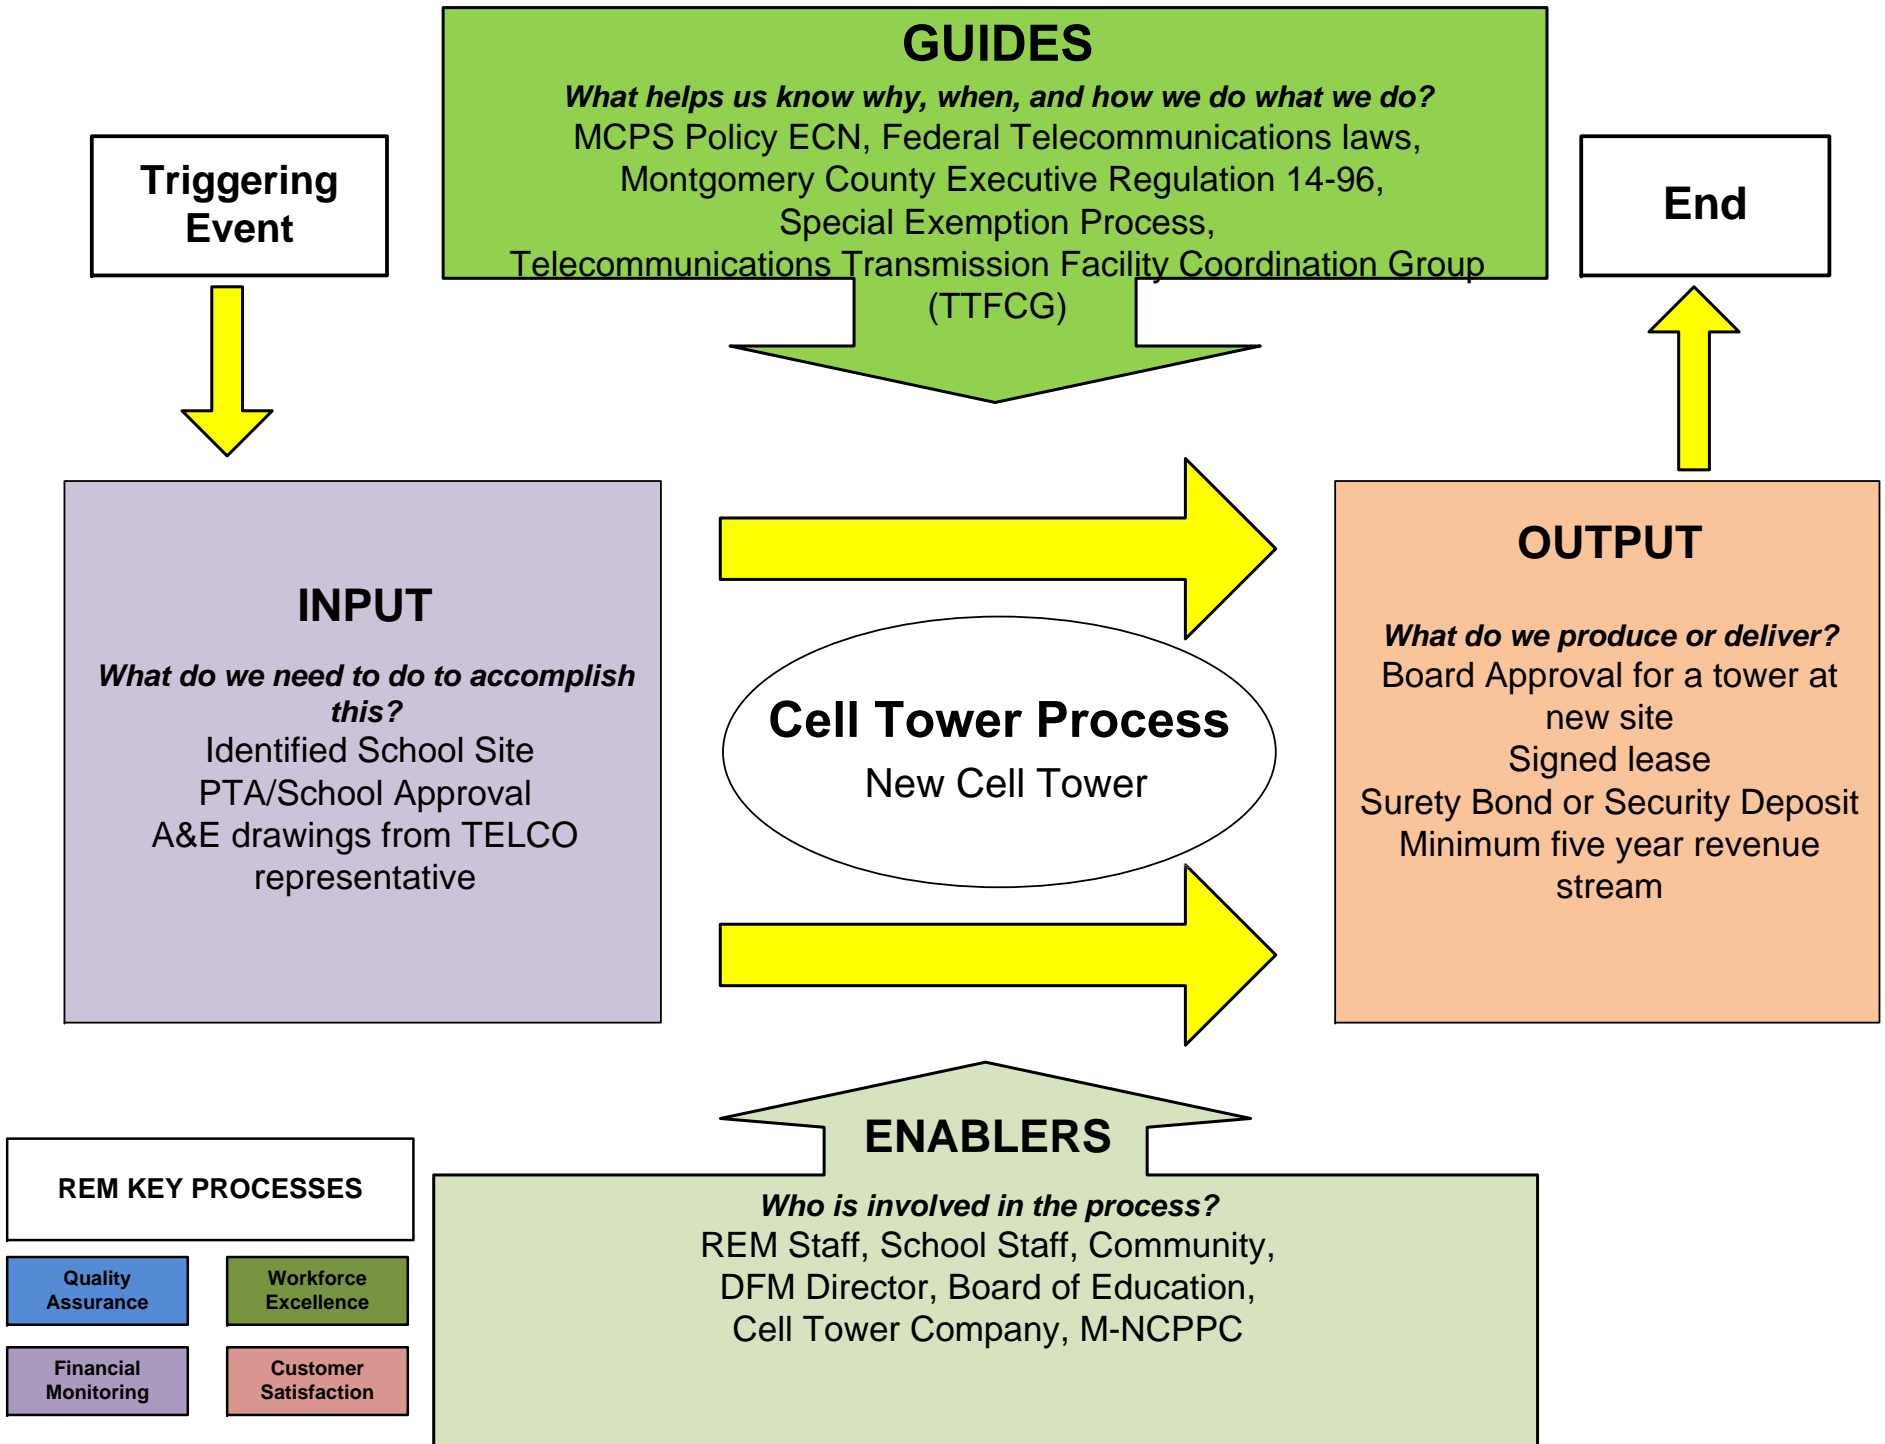 GUIDES
What helps us know why, when, and how we do what we do?
MCPS Policy ECN, Federal Telecommunications laws,
Montgomery County Executive Regulation 14-96,
Special Exemption Process,
Telecommunications Transmission Facility Coordination Group
(TTFCG)
Triggering
Event
End
INPUT
What do we need to do to accomplish
this?
Identified School Site
PTA/School Approval
A&E drawings from TELCO
representative
Cell Tower Process
New Cell Tower
OUTPUT
What do we produce or deliver?
Board Approval for a tower at
new site
Signed lease
Surety Bond or Security Deposit
Minimum five year revenue
stream
ENABLERS
Who is involved in the process?
REM Staff, School Staff, Community,
DFM Director, Board of Education,
Cell Tower Company, M-NCPPC
REM KEY PROCESSES
Quality
Assurance
Workforce
Excellence
Financial
Monitoring
Customer
Satisfaction